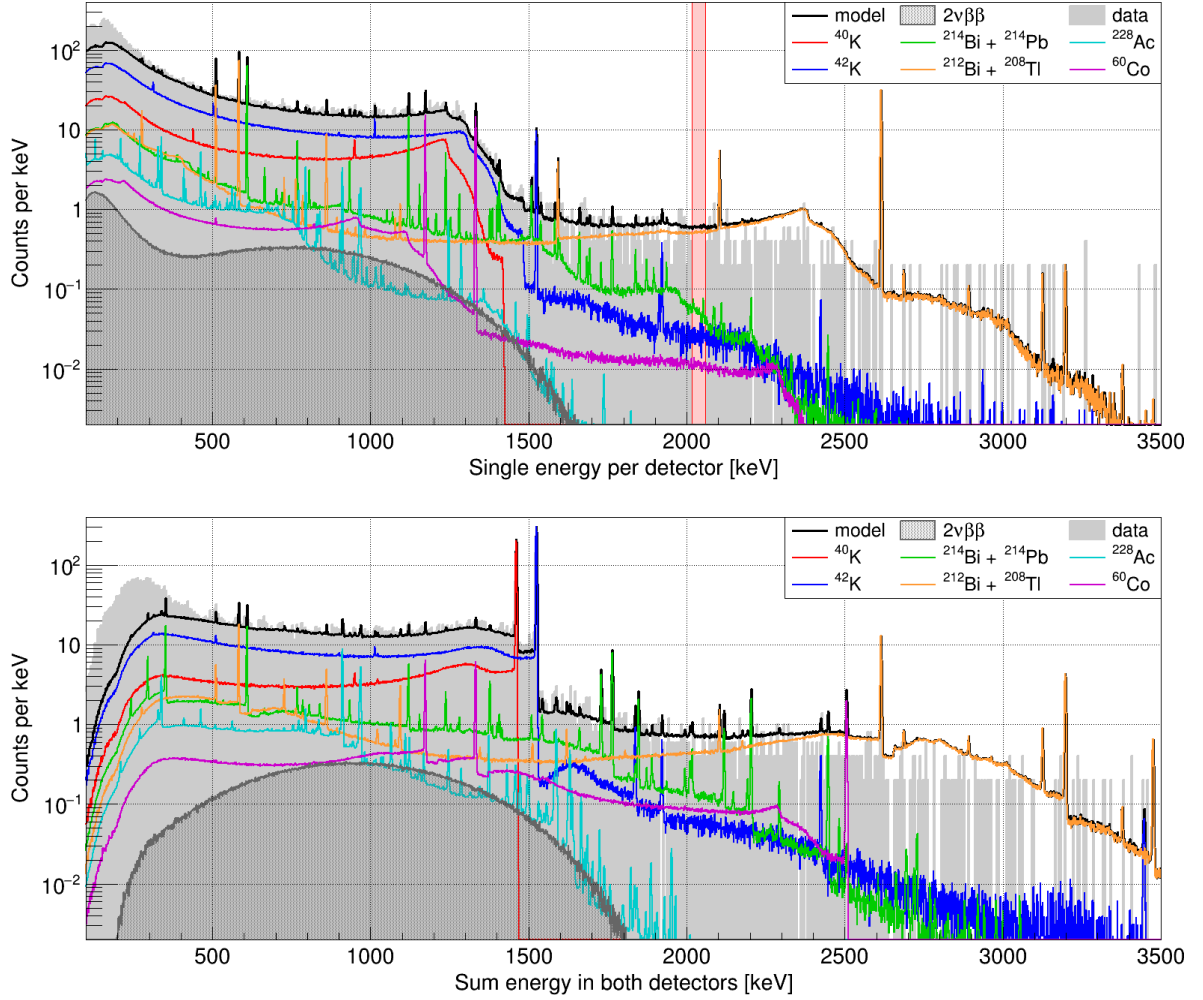 model 2νββ data
⁴⁰K ²¹⁴Bi + ²¹⁴Pb ²²⁸Ac
⁴²K ²¹²Bi + ²⁰⁸Tl ⁶⁰Co
Counts per keV
10²
10
1
10⁻¹
10⁻²
500 1000 1500 2000 2500 3000 3500
Single energy per detector [keV]
model 2νββ data
⁴⁰K ²¹⁴Bi + ²¹⁴Pb ²²⁸Ac
⁴²K ²¹²Bi + ²⁰⁸Tl ⁶⁰Co
Counts per keV
10²
10
1
10⁻¹
10⁻²
500 1000 1500 2000 2500 3000 3500
Sum energy in both detectors [keV]